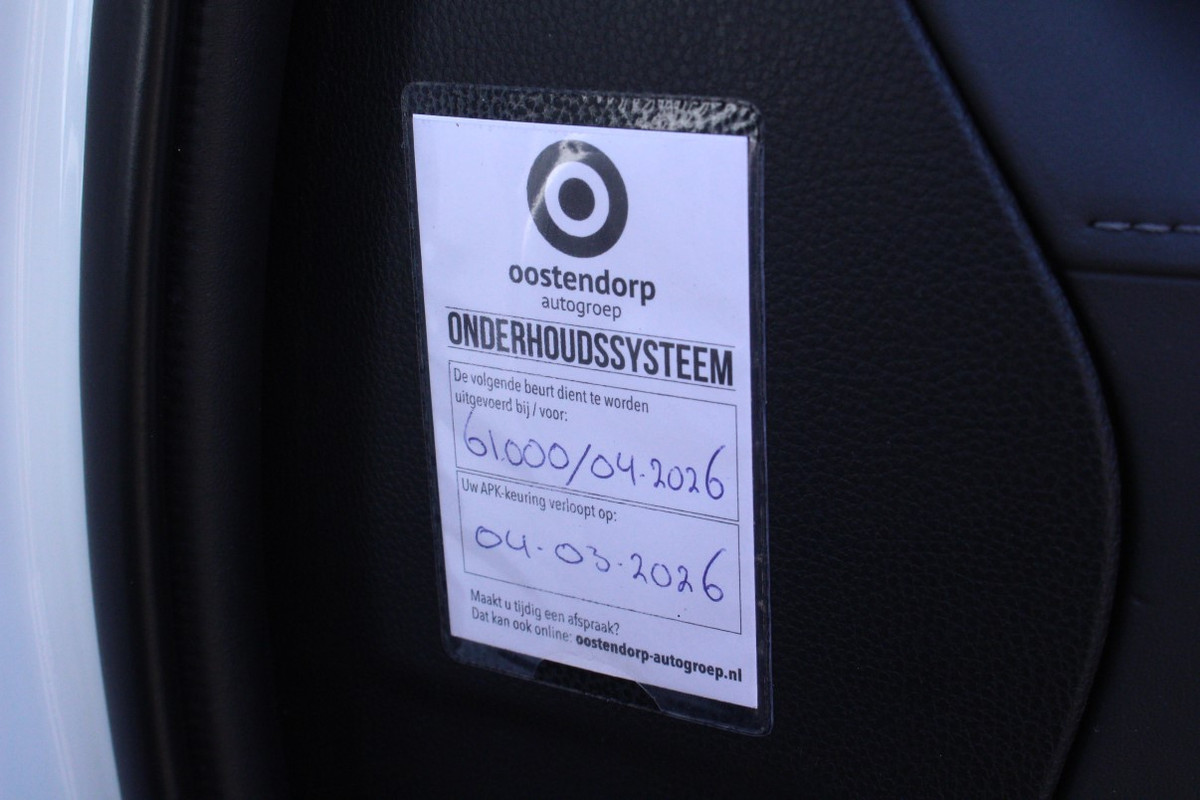 oostendorp
autogroep
ONDERHOUDSSYSTEEM
De volgende beurt dient te worden
uitgevoerd bij / voor:
61.000/04-2026
Uw APK-keuring verloopt op:
04-03-2026
Maakt u tijdig een afspraak?
Dat kan ook online: oostendorp-autogroep.nl